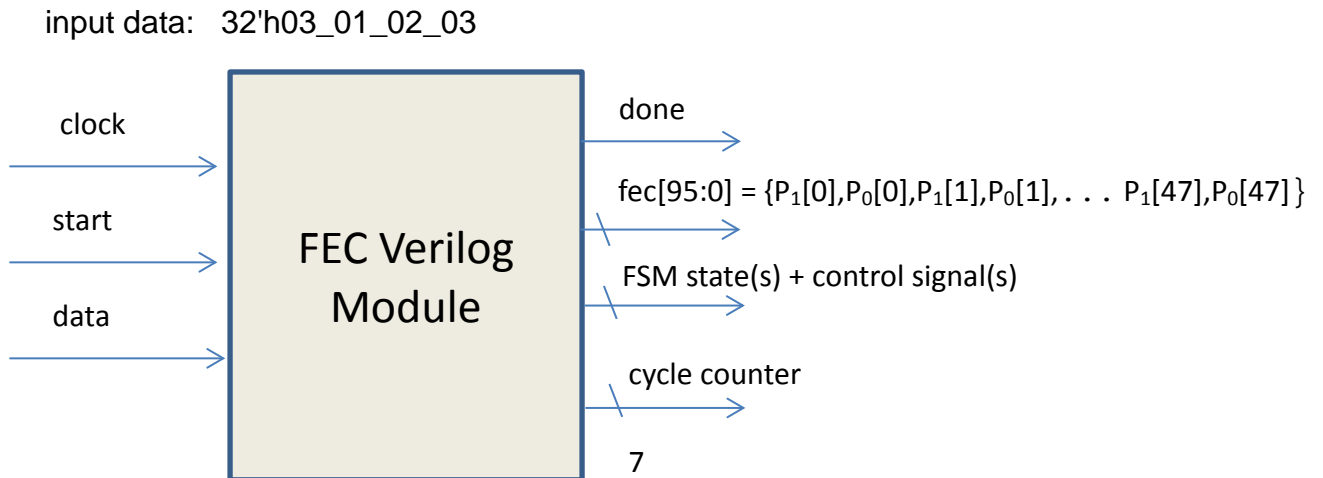 input data: 32'h03_01_02_03
clock
start
data
FEC Verilog
Module
done
fec[95:0] = {P₁[0],P₀[0],P₁[1],P₀[1], . . . P₁[47],P₀[47] }
FSM state(s) + control signal(s)
cycle counter
7